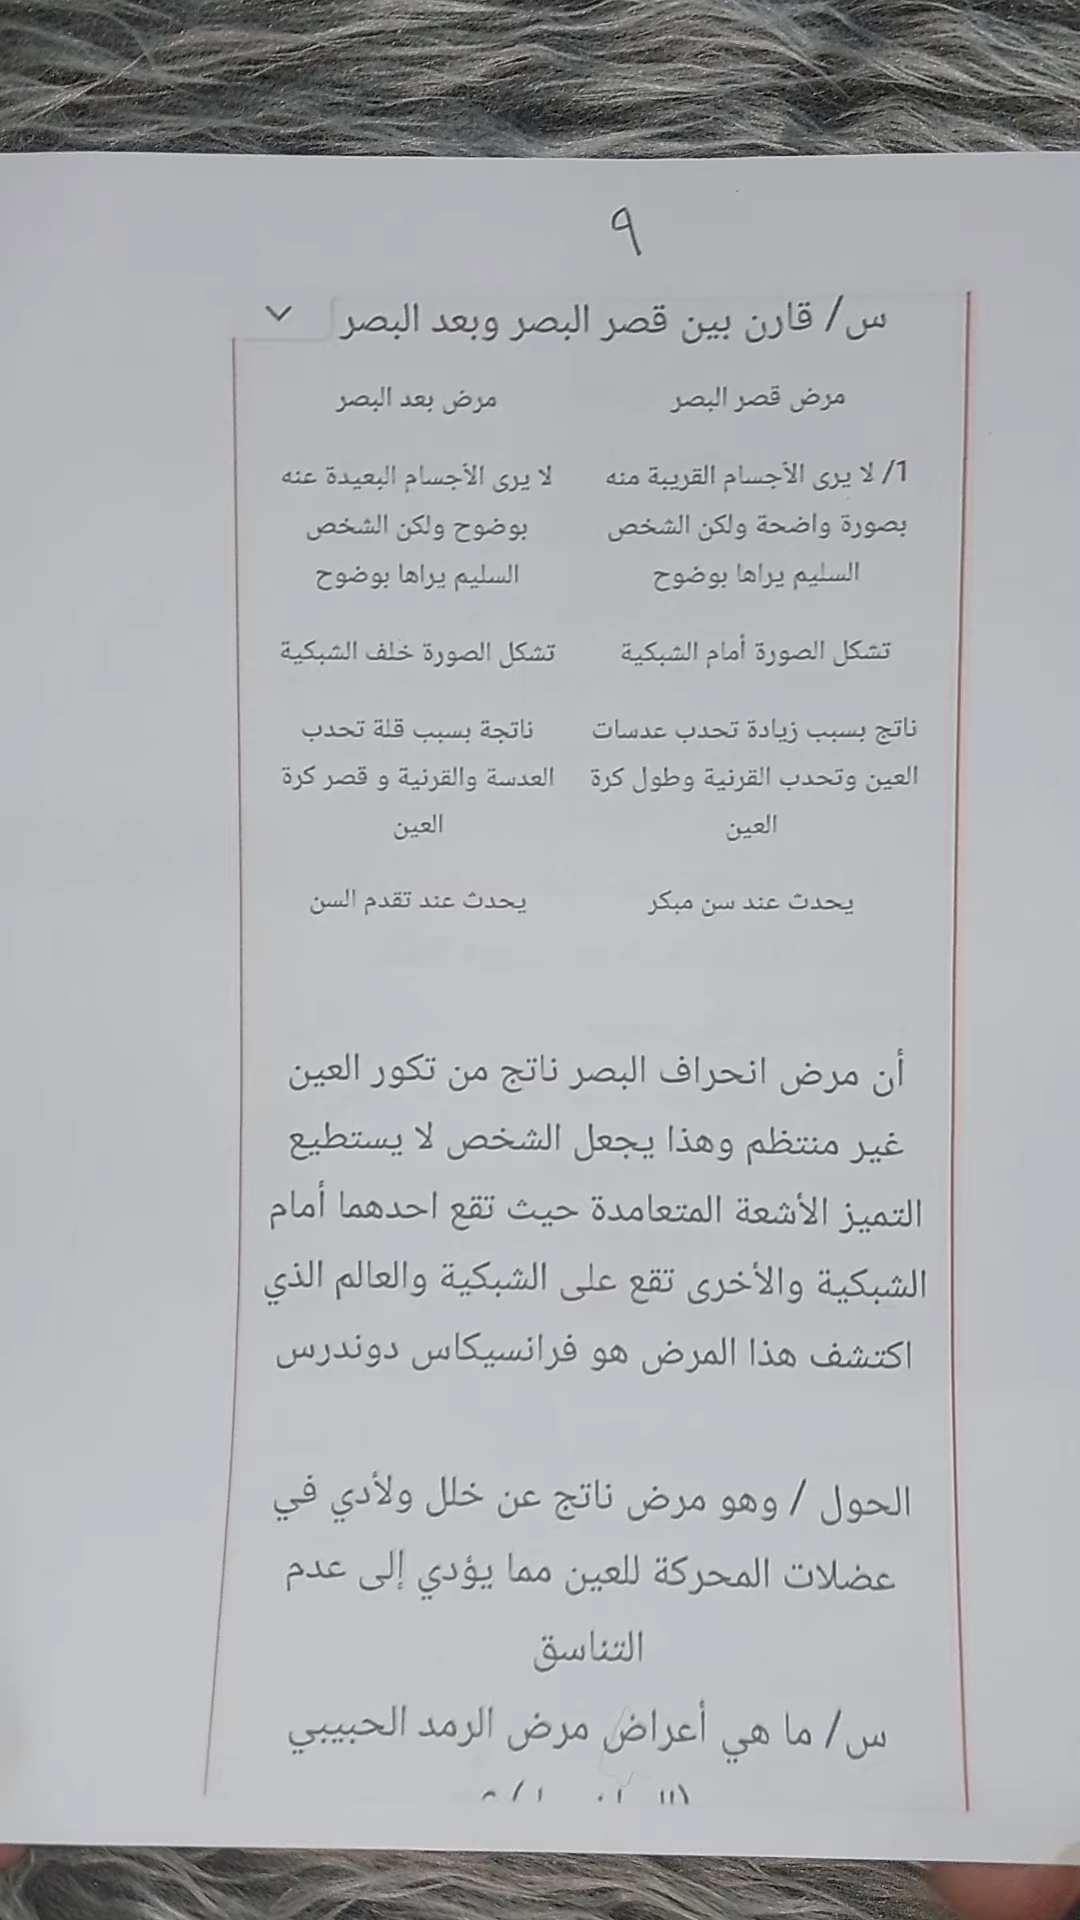 ٩
س/ قارن بين قصر البصر وبعد البصر
مرض قصر البصر
مرض بعد البصر
1/ لا يرى الأجسام القريبة منه
بصورة واضحة ولكن الشخص
السليم يراها بوضوح
لا يرى الأجسام البعيدة عنه
بوضوح ولكن الشخص
السليم يراها بوضوح
تشكل الصورة أمام الشبكية
تشكل الصورة خلف الشبكية
ناتج بسبب زيادة تحدب عدسات
العين وتحدب القرنية وطول كرة
العين
ناتجة بسبب قلة تحدب
العدسة والقرنية و قصر كرة
العين
يحدث عند سن مبكر
يحدث عند تقدم السن
أن مرض انحراف البصر ناتج من تكور العين
غير منتظم وهذا يجعل الشخص لا يستطيع
التميز الأشعة المتعامدة حيث تقع احدهما أمام
الشبكية والأخرى تقع على الشبكية والعالم الذي
اكتشف هذا المرض هو فرانسيكاس دوندرس
الحول / وهو مرض ناتج عن خلل ولأدي في
عضلات المحركة للعين مما يؤدي إلى عدم
التناسق
س/ ما هي أعراض مرض الرمد الحبيبي